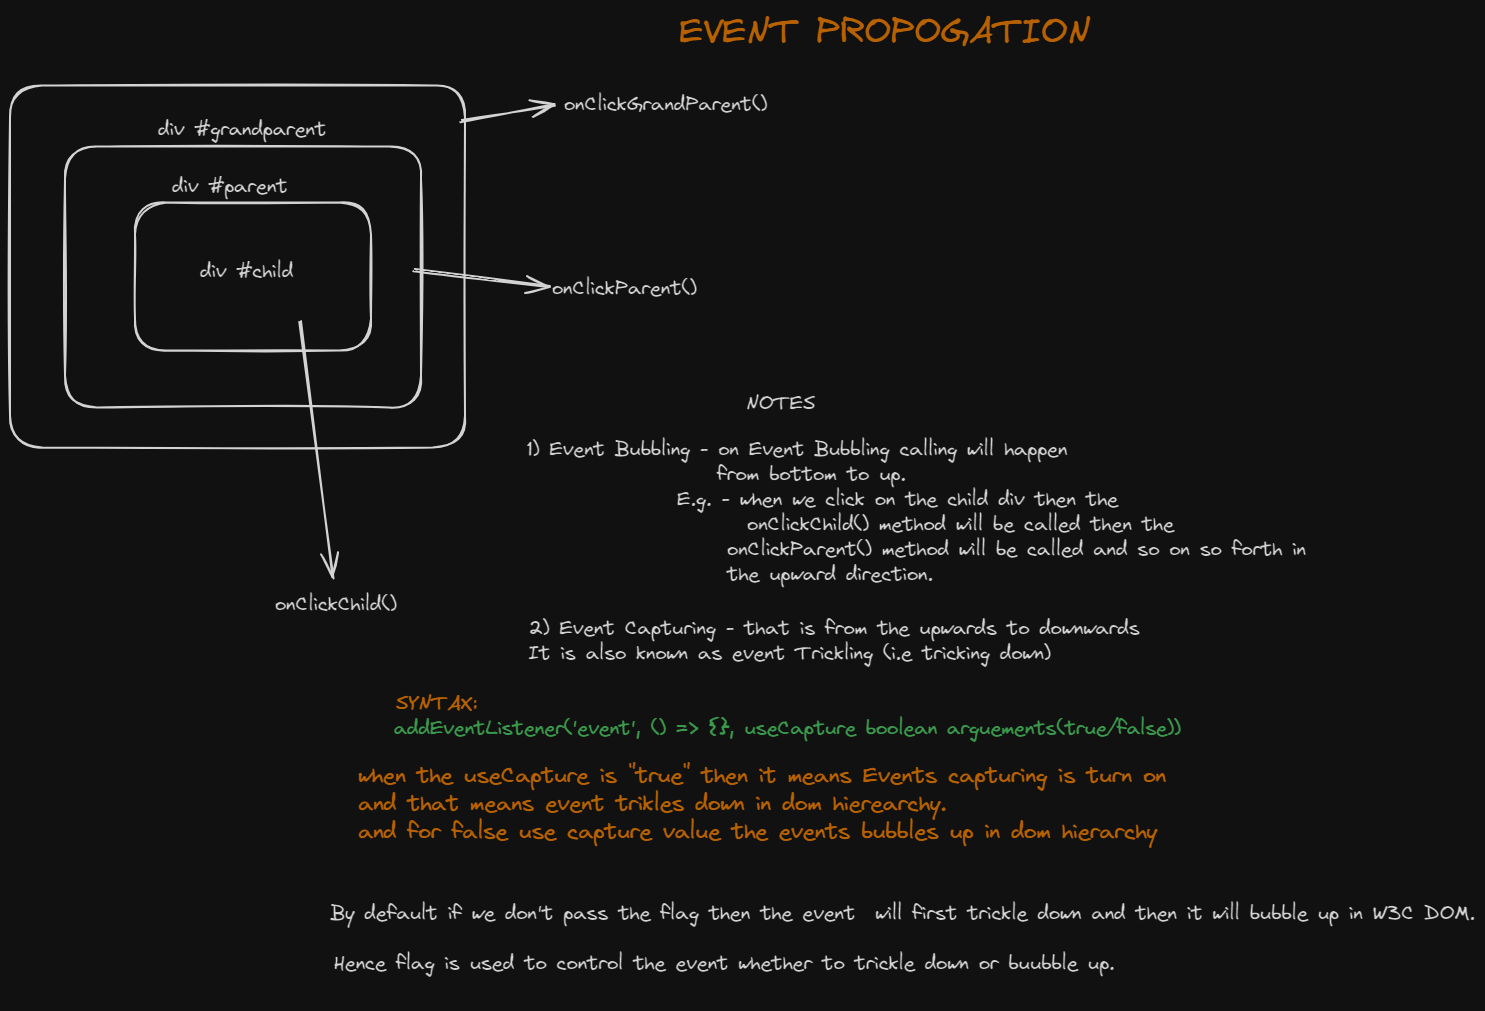 EVENT PROPOGATION
onClickGrandParent()
div #grandparent
div #parent
div #child
onClickParent()
onClickChild()
NOTES
1) Event Bubbling - on Event Bubbling calling will happen
from bottom to up.
E.g. - when we click on the child div then the
onClickChild() method will be called then the
onClickParent() method will be called and so on so forth in
the upward direction.
2) Event Capturing - that is from the upwards to downwards
It is also known as event Trickling (i.e tricking down)
SYNTAX:
addEventListener('event', () => {}, useCapture boolean arguements(true/false))
when the useCapture is "true" then it means Events capturing is turn on
and that means event trikles down in dom hierearchy.
and for false use capture value the events bubbles up in dom hierarchy
By default if we don't pass the flag then the event will first trickle down and then it will bubble up in W3C DOM.
Hence flag is used to control the event whether to trickle down or buubble up.